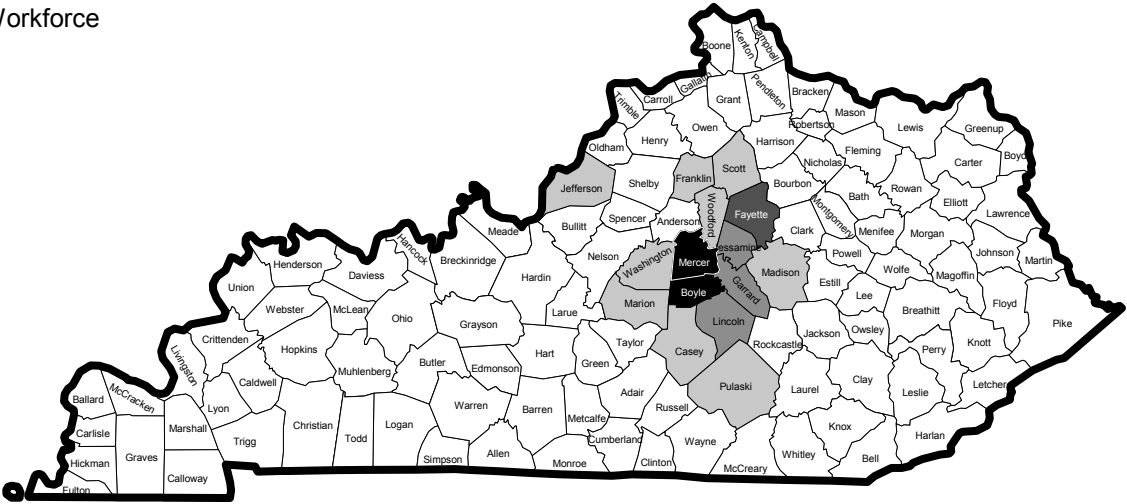 Workforce
Boone
Kenton
Campbell
Gallatin
Carroll
Trimble
Grant
Pendleton
Bracken
Mason
Robertson
Lewis
Greenup
Owen
Henry
Oldham
Harrison
Fleming
Nicholas
Carter
Boyd
Scott
Franklin
Shelby
Jefferson
Bourbon
Bath
Rowan
Elliott
Lawrence
Woodford
Fayette
Montgomery
Menifee
Morgan
Spencer
Anderson
Bullitt
Clark
Powell
Johnson
Martin
Meade
Hancock
Breckinridge
Nelson
Washington
Mercer
essamine
Madison
Estill
Wolfe
Magoffin
Henderson
Daviess
Hardin
Union
Boyle
Garrard
Lee
Floyd
Webster
McLean
Ohio
Grayson
Larue
Marion
Lincoln
Jackson
Owsley
Breathitt
Pike
Crittenden
Hopkins
Muhlenberg
Butler
Edmonson
Hart
Green
Taylor
Casey
Rockcastle
Perry
Knott
Livingston
Caldwell
Lyon
Warren
Barren
Adair
Pulaski
Laurel
Clay
Leslie
Letcher
Ballard
McCracken
Carlisle
Marshall
Trigg
Christian
Todd
Logan
Metcalfe
Russell
Knox
Harlan
Hickman
Graves
Calloway
Simpson
Allen
Monroe
Cumberland
Clinton
Wayne
McCreary
Whitley
Bell
Fulton